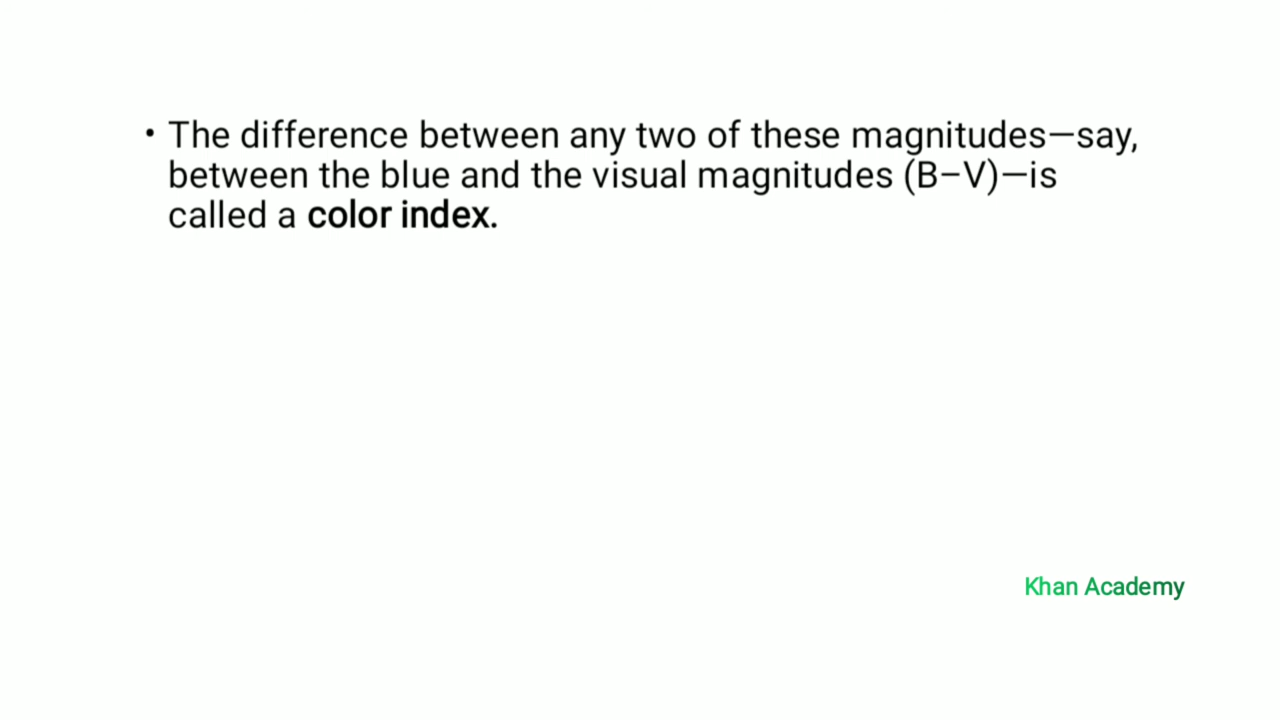 • The difference between any two of these magnitudes—say,
between the blue and the visual magnitudes (B–V)—is
called a color index.
Khan Academy